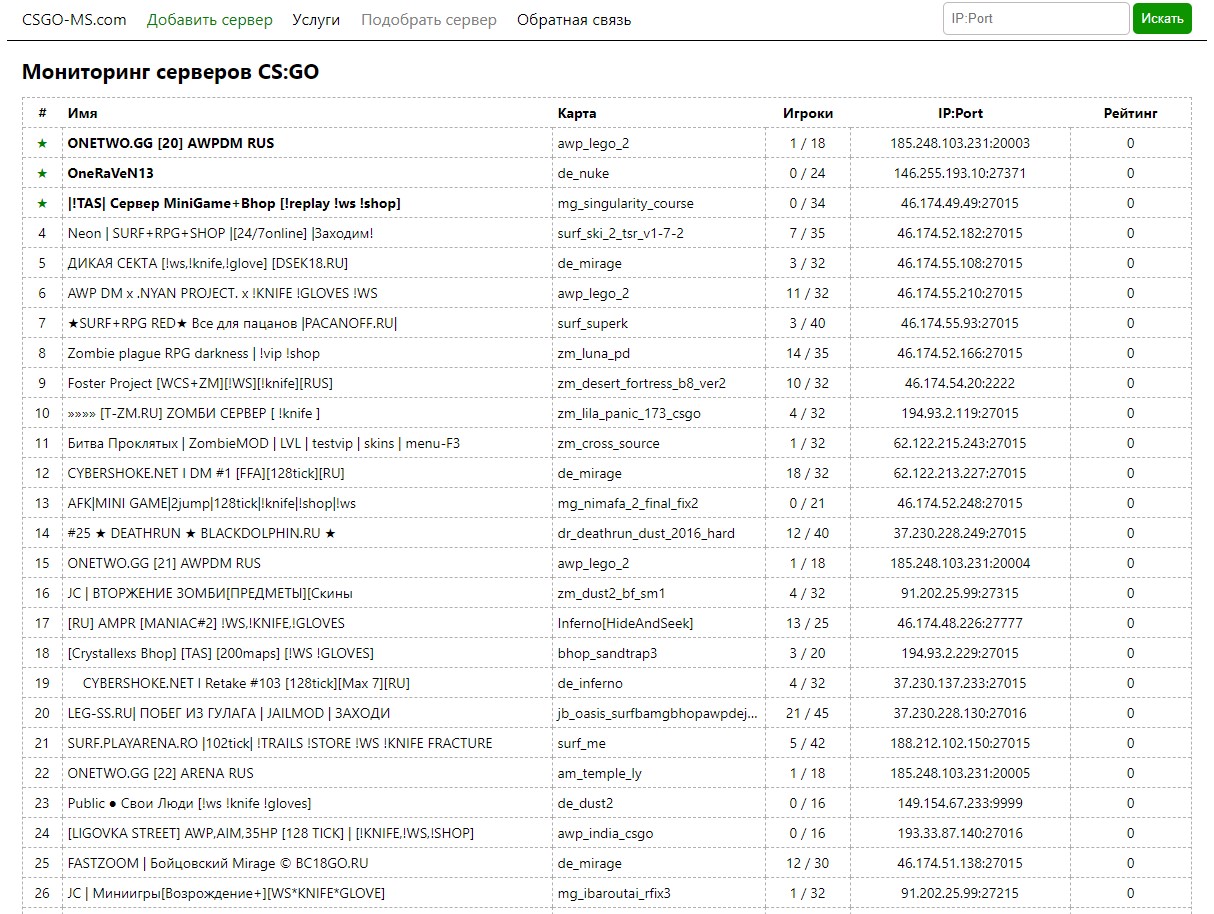 CSGO-MS.com Добавить сервер Услуги Подобрать сервер Обратная связь IP:Port Искать
Мониторинг серверов CS:GO
# Имя Карта Игроки IP:Port Рейтинг
★ ONETWO.GG [20] AWPDM RUS awp_lego_2 1 / 18 185.248.103.231:20003 0
★ OneRaVeN13 de_nuke 0 / 24 146.255.193.10:27371 0
★ |!TAS| Сервер MiniGame+Bhop [!replay !ws !shop] mg_singularity_course 0 / 34 46.174.49.49:27015 0
4 Neon | SURF+RPG+SHOP |[24/7online] |Заходим! surf_ski_2_tsr_v1-7-2 7 / 35 46.174.52.182:27015 0
5 ДИКАЯ СЕКТА [!ws,!knife,!glove] [DSEK18.RU] de_mirage 3 / 32 46.174.55.108:27015 0
6 AWP DM x .NYAN PROJECT. x !KNIFE !GLOVES !WS awp_lego_2 11 / 32 46.174.55.210:27015 0
7 ★SURF+RPG RED★ Все для пацанов |PACANOFF.RU| surf_superk 3 / 40 46.174.55.93:27015 0
8 Zombie plague RPG darkness | !vip !shop zm_luna_pd 14 / 35 46.174.52.166:27015 0
9 Foster Project [WCS+ZM][!WS][!knife][RUS] zm_desert_fortress_b8_ver2 10 / 32 46.174.54.20:2222 0
10 »»»» [T-ZM.RU] ZОМБИ СЕРВЕР [ !knife ] zm_lila_panic_173_csgo 4 / 32 194.93.2.119:27015 0
11 Битва Проклятых | ZombieMOD | LVL | testvip | skins | menu-F3 zm_cross_source 1 / 32 62.122.215.243:27015 0
12 CYBERSHOKE.NET I DM #1 [FFA][128tick][RU] de_mirage 18 / 32 62.122.213.227:27015 0
13 AFK|MINI GAME|2jump|128tick|!knife|!shop|!ws mg_nimafa_2_final_fix2 0 / 21 46.174.52.248:27015 0
14 #25 ★ DEATHRUN ★ BLACKDOLPHIN.RU ★ dr_deathrun_dust_2016_hard 12 / 40 37.230.228.249:27015 0
15 ONETWO.GG [21] AWPDM RUS awp_lego_2 1 / 18 185.248.103.231:20004 0
16 JC | ВТОРЖЕНИЕ ЗОМБИ[ПРЕДМЕТЫ][Скины zm_dust2_bf_sm1 4 / 32 91.202.25.99:27315 0
17 [RU] AMPR [MANIAC#2] !WS,!KNIFE,!GLOVES Inferno[HideAndSeek] 13 / 25 46.174.48.226:27777 0
18 [Crystallexs Bhop] [TAS] [200maps] [!WS !GLOVES] bhop_sandtrap3 3 / 20 194.93.2.229:27015 0
19 CYBERSHOKE.NET I Retake #103 [128tick][Max 7][RU] de_inferno 4 / 32 37.230.137.233:27015 0
20 LEG-SS.RU| ПОБЕГ ИЗ ГУЛАГА | JAILMOD | ЗАХОДИ jb_oasis_surfbamgbhopawpdej... 21 / 45 37.230.228.130:27016 0
21 SURF.PLAYARENA.RO |102tick| !TRAILS !STORE !WS !KNIFE FRACTURE surf_me 5 / 42 188.212.102.150:27015 0
22 ONETWO.GG [22] ARENA RUS am_temple_ly 1 / 18 185.248.103.231:20005 0
23 Public ● Свои Люди [!ws !knife !gloves] de_dust2 0 / 16 149.154.67.233:9999 0
24 [LIGOVKA STREET] AWP,AIM,35HP [128 TICK] | [!KNIFE,!WS,!SHOP] awp_india_csgo 0 / 16 193.33.87.140:27016 0
25 FASTZOOM | Бойцовский Mirage © BC18GO.RU de_mirage 12 / 30 46.174.51.138:27015 0
26 JC | Миниигры[Возрождение+][WS*KNIFE*GLOVE] mg_ibaroutai_rfix3 1 / 32 91.202.25.99:27215 0